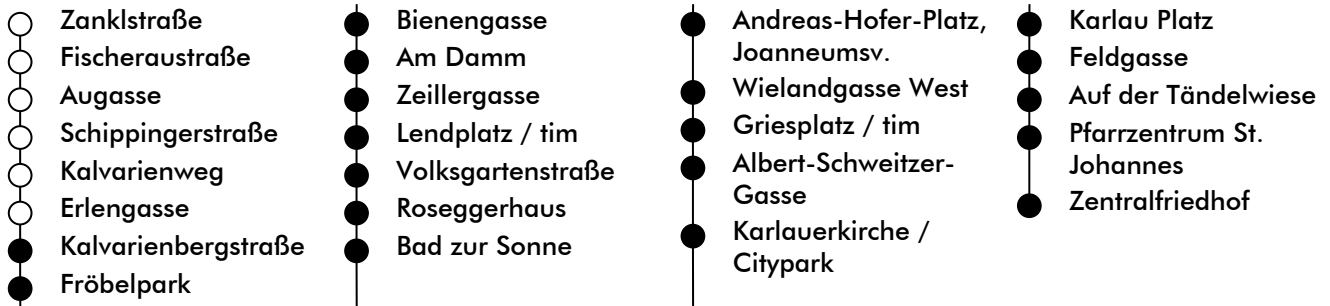 Zanklstraße
Fischeraustraße
Augasse
Schippingerstraße
Kalvarienweg
Erlengasse
Kalvarienbergstraße
Fröbelpark
Bienengasse
Am Damm
Zeillergasse
Lendplatz / tim
Volksgartenstraße
Roseggerhaus
Bad zur Sonne
Andreas-Hofer-Platz,
Joanneumsv.
Wielandgasse West
Griesplatz / tim
Albert-Schweitzer-
Gasse
Karlauerkirche /
Citypark
Karlau Platz
Feldgasse
Auf der Tändelwiese
Pfarrzentrum St.
Johannes
Zentralfriedhof